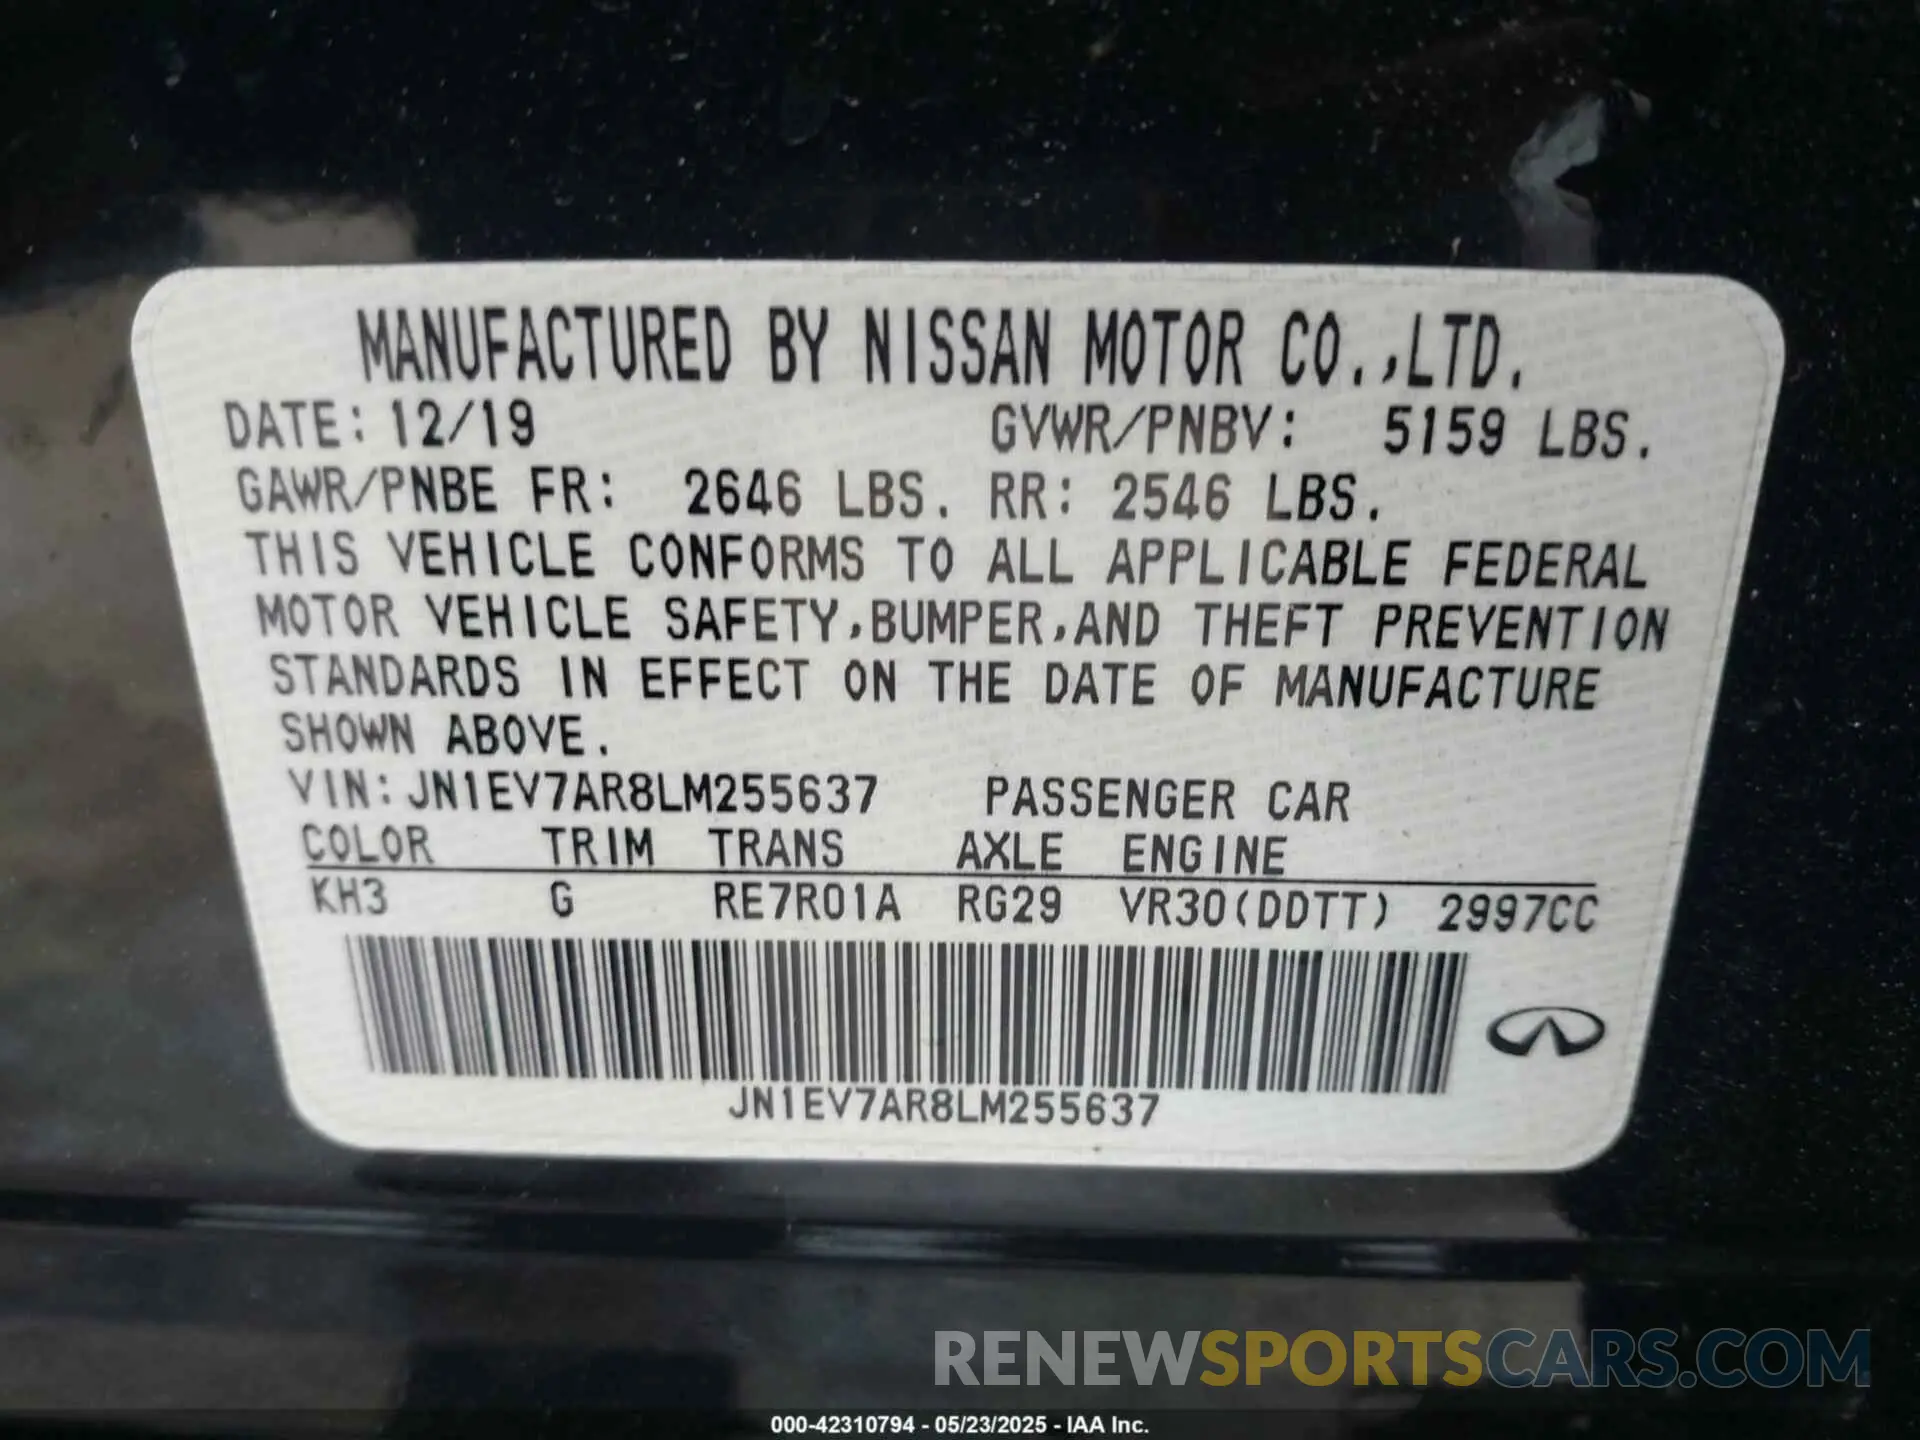 MANUFACTURED BY NISSAN MOTOR CO.,LTD.
DATE: 12/19 GVWR/PNBV: 5159 LBS.
GAWR/PNBE FR: 2646 LBS. RR: 2546 LBS.
THIS VEHICLE CONFORMS TO ALL APPLICABLE FEDERAL
MOTOR VEHICLE SAFETY,BUMPER,AND THEFT PREVENTION
STANDARDS IN EFFECT ON THE DATE OF MANUFACTURE
SHOWN ABOVE.
VIN:JN1EV7AR8LM255637 PASSENGER CAR
COLOR TRIM TRANS AXLE ENGINE
KH3 G RE7R01A RG29 VR30(DDTT) 2997CC
JN1EV7AR8LM255637
RENEWSPORTSCARS.COM
000-42310794 - 05/23/2025 - IAA Inc.